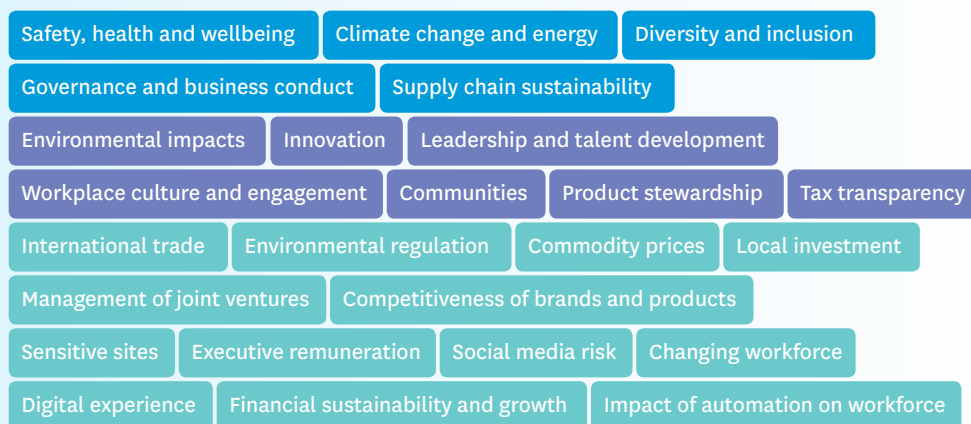 Safety, health and wellbeing Climate change and energy Diversity and inclusion
Governance and business conduct Supply chain sustainability
Environmental impacts Innovation Leadership and talent development
Workplace culture and engagement Communities Product stewardship Tax transparency
International trade Environmental regulation Commodity prices Local investment
Management of joint ventures Competitiveness of brands and products
Sensitive sites Executive remuneration Social media risk Changing workforce
Digital experience Financial sustainability and growth Impact of automation on workforce